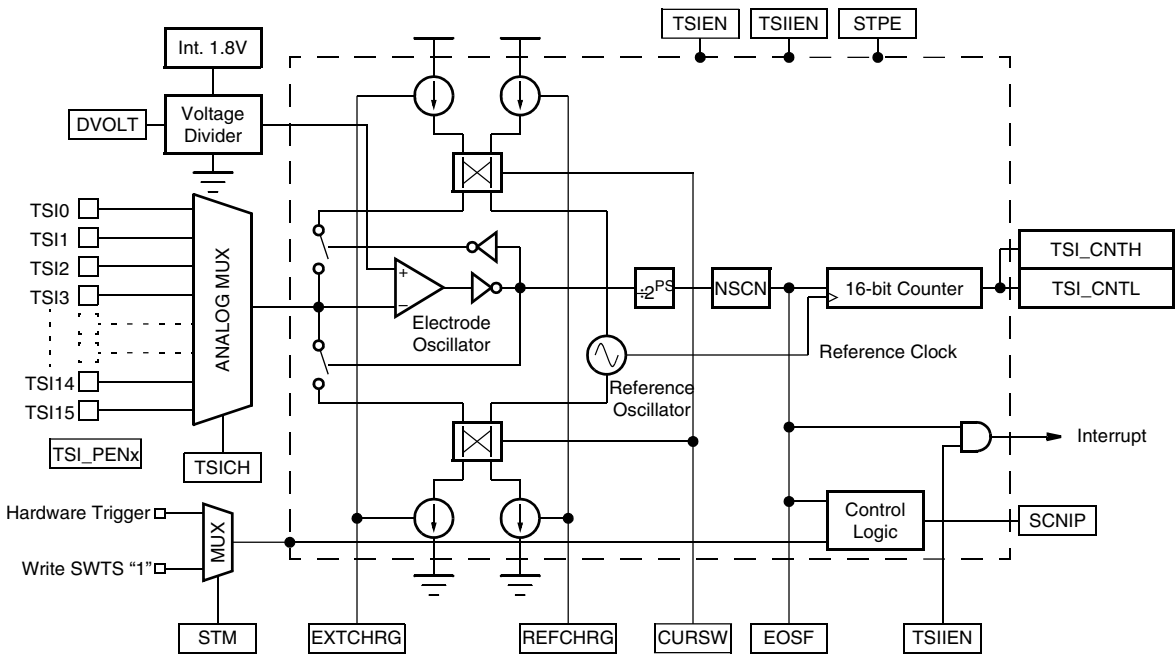 TSIEN
TSIIEN
STPE
Int. 1.8V
DVOLT
Voltage
Divider
TSI0
TSI1
TSI2
TSI3
TSI14
TSI15
ANALOG MUX
TSI_PENx
TSICH
+
−
Electrode
Oscillator
÷2PS
NSCN
16-bit Counter
TSI_CNTH
TSI_CNTL
Reference Clock
Reference
Oscillator
Interrupt
Hardware Trigger
Write SWTS “1”
MUX
Control
Logic
SCNIP
STM
EXTCHRG
REFCHRG
CURSW
EOSF
TSIIEN